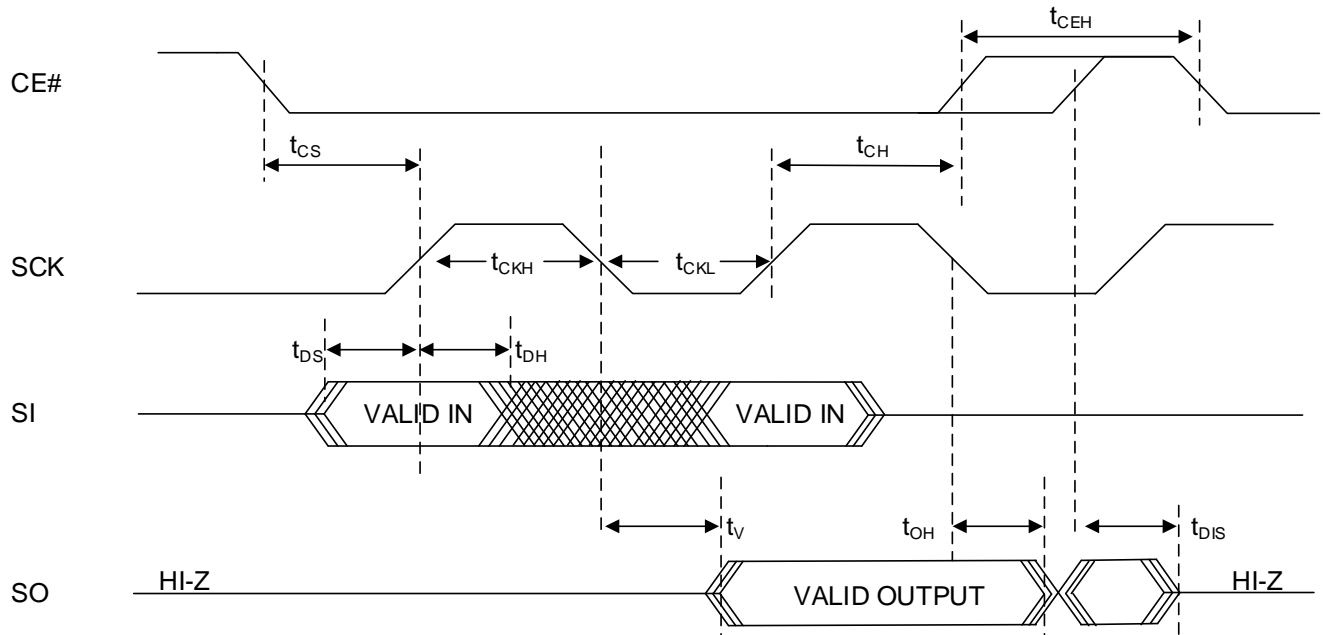 tCEH
CE#
tCS
tCH
SCK
tCKH
tCKL
tDS
tDH
SI
VALID IN
VALID IN
tV
tOH
tDIS
SO
HI-Z
VALID OUTPUT
HI-Z